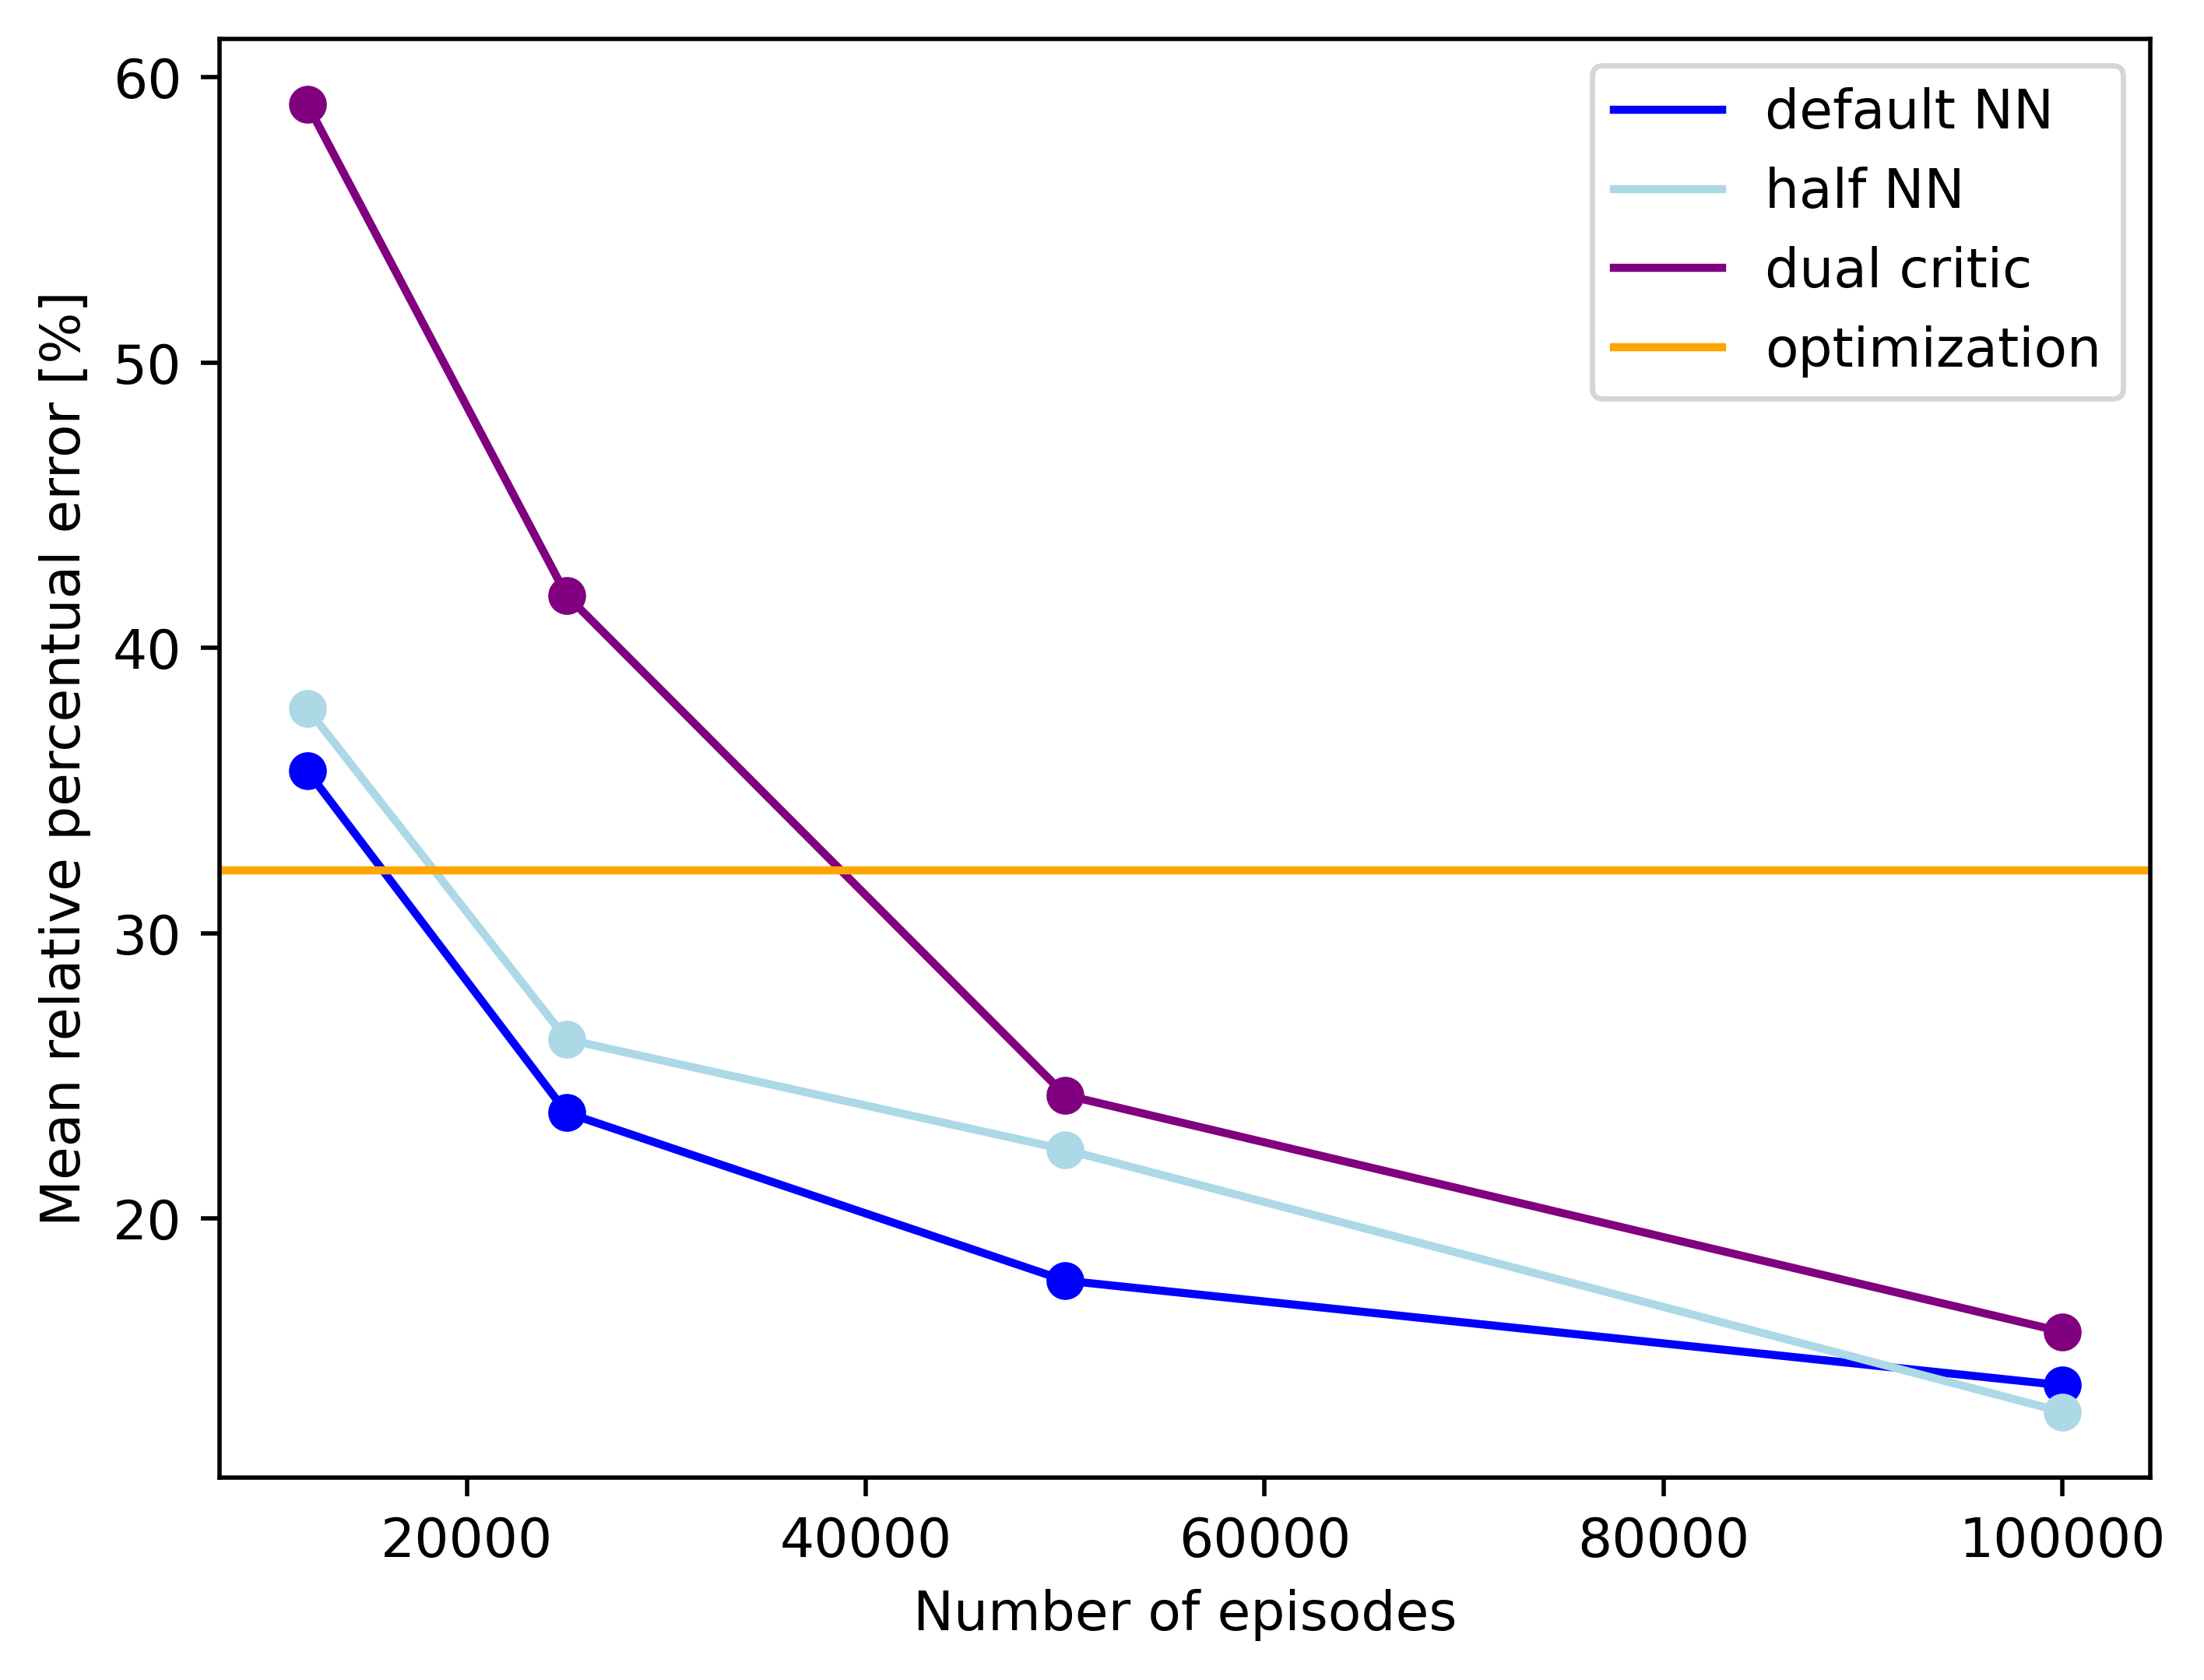 60
50
40
30
20
Mean relative percentual error [%]
default NN
half NN
dual critic
optimization
20000 40000 60000 80000 100000
Number of episodes